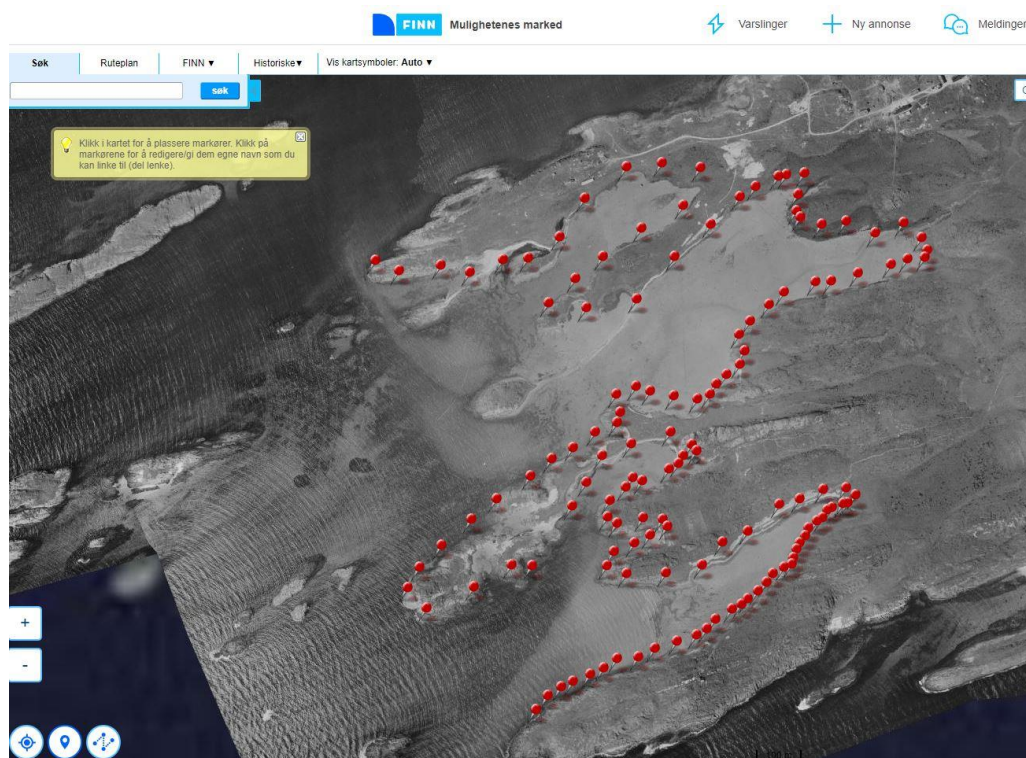 FINN Mulighetenes marked
Varslinger
Ny annonse
Meldinger
Søk
Ruteplan
FINN ▼
Historiske▼
Vis kartsymboler: Auto ▼
søk
Klikk i kartet for å plassere markører. Klikk på
markørene for å redigere/gi dem egne navn som du
kan linke til (del lenke).
+
-